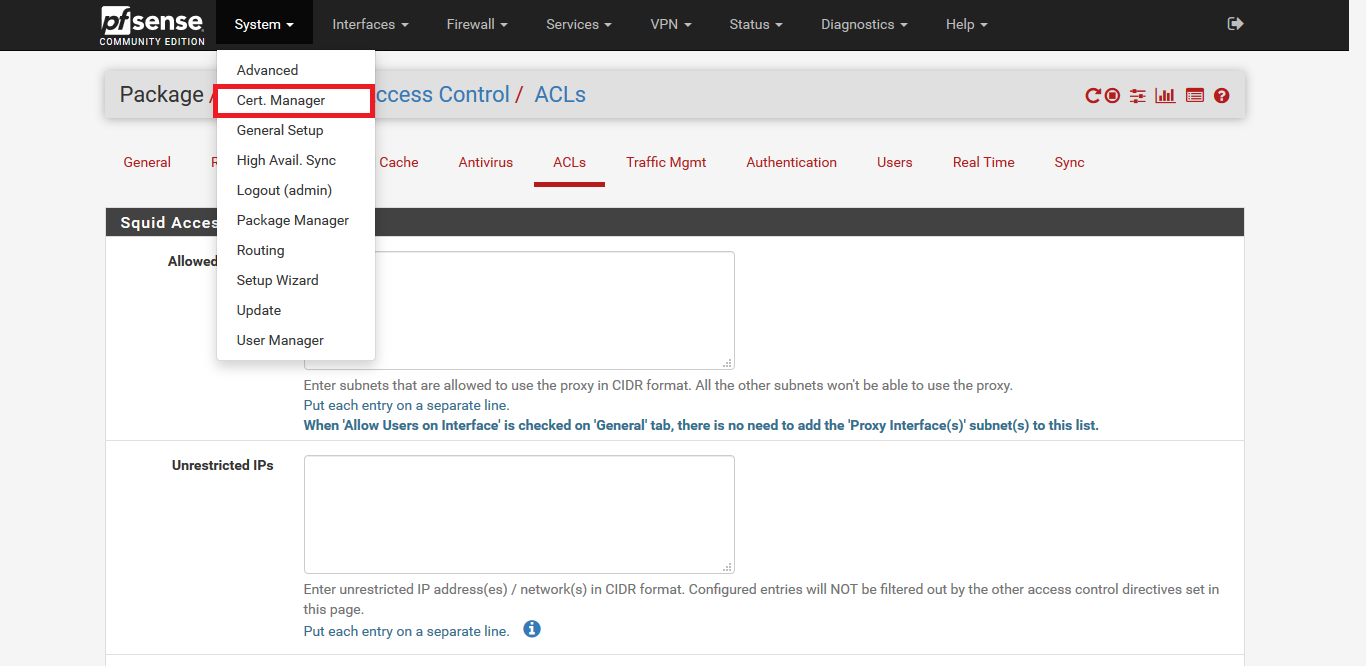 pfsense
COMMUNITY EDITION
System Interfaces Firewall Services VPN Status Diagnostics Help
Advanced
Cert. Manager
General Setup
High Avail. Sync
Logout (admin)
Package Manager
Routing
Setup Wizard
Update
User Manager
Package / ccess Control / ACLs
General R Cache Antivirus ACLs Traffic Mgmt Authentication Users Real Time Sync
Squid Acces
Allowed
Enter subnets that are allowed to use the proxy in CIDR format. All the other subnets won't be able to use the proxy.
Put each entry on a separate line.
When 'Allow Users on Interface' is checked on 'General' tab, there is no need to add the 'Proxy Interface(s)' subnet(s) to this list.
Unrestricted IPs
Enter unrestricted IP address(es) / network(s) in CIDR format. Configured entries will NOT be filtered out by the other access control directives set in
this page.
Put each entry on a separate line.